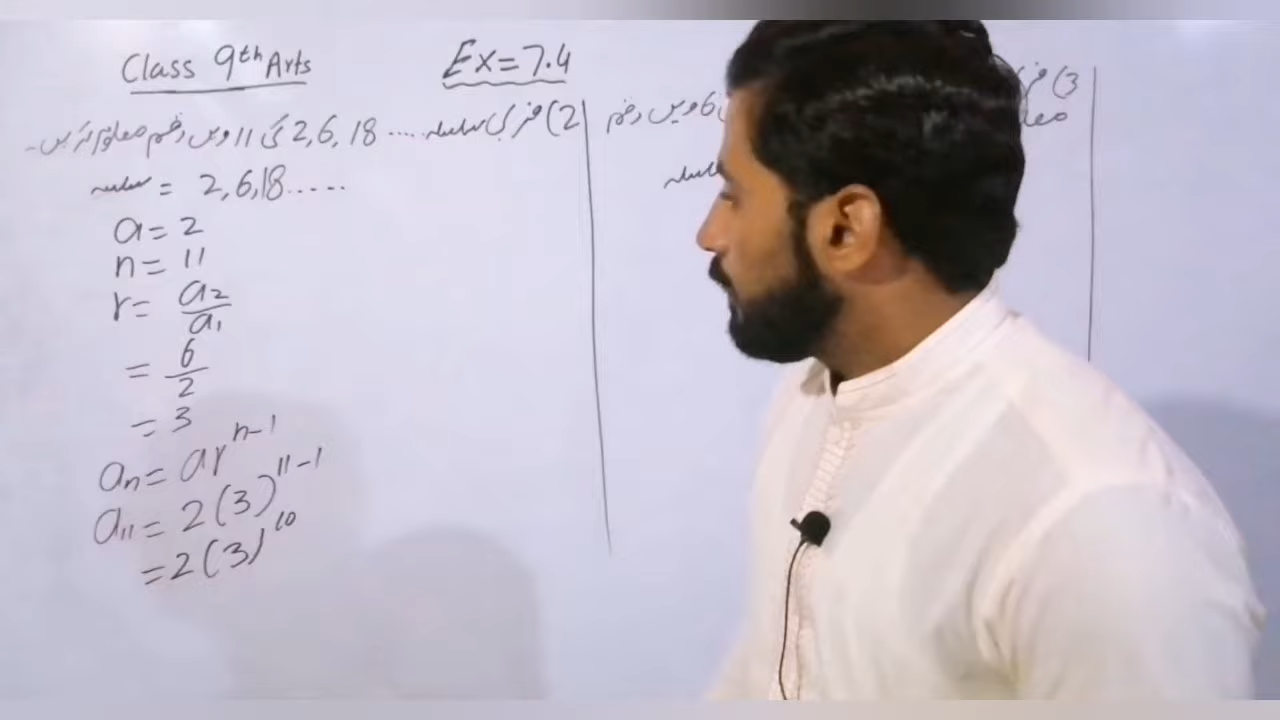 Class 9th Arts
Ex = 7.4
2) ضربی سلسلہ 2, 6, 18 .... کی 11 ویں رقم معلوم کریں۔
سلسلہ = 2, 6, 18.....
a = 2
n = 11
r = a₂/a₁
= 6/2
= 3
aₙ = ar^(n-1)
a₁₁ = 2(3)^(11-1)
= 2(3)^10
3)
6 ویں رقم
سلسلہ